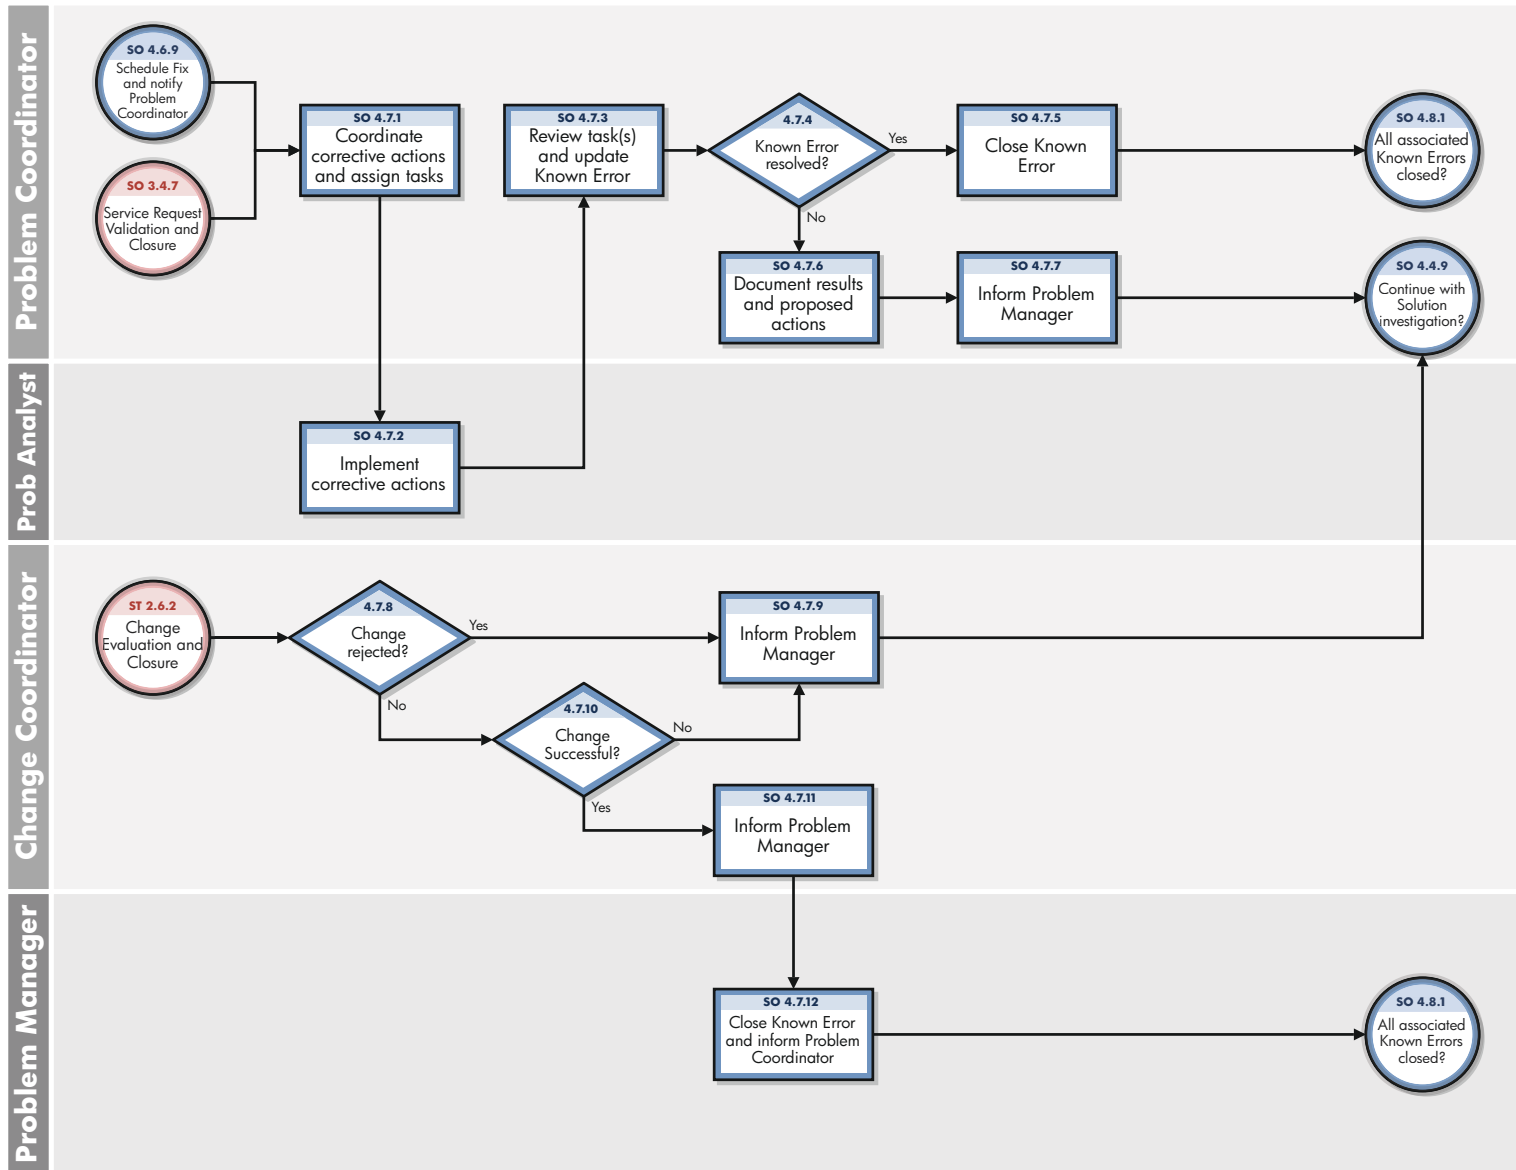 Problem Coordinator
SO 4.6.9
Schedule Fix
and notify
Problem
Coordinator
SO 3.4.7
Service Request
Validation and
Closure
SO 4.7.1
Coordinate
corrective actions
and assign tasks
SO 4.7.3
Review task(s)
and update
Known Error
4.7.4
Known Error
resolved?
Yes
No
SO 4.7.5
Close Known
Error
SO 4.8.1
All associated
Known Errors
closed?
SO 4.7.6
Document results
and proposed
actions
SO 4.7.7
Inform Problem
Manager
SO 4.4.9
Continue with
Solution
investigation?
Prob Analyst
SO 4.7.2
Implement
corrective actions
Change Coordinator
ST 2.6.2
Change
Evaluation and
Closure
4.7.8
Change
rejected?
Yes
No
SO 4.7.9
Inform Problem
Manager
4.7.10
Change
Successful?
No
Yes
SO 4.7.11
Inform Problem
Manager
Problem Manager
SO 4.7.12
Close Known Error
and inform Problem
Coordinator
SO 4.8.1
All associated
Known Errors
closed?